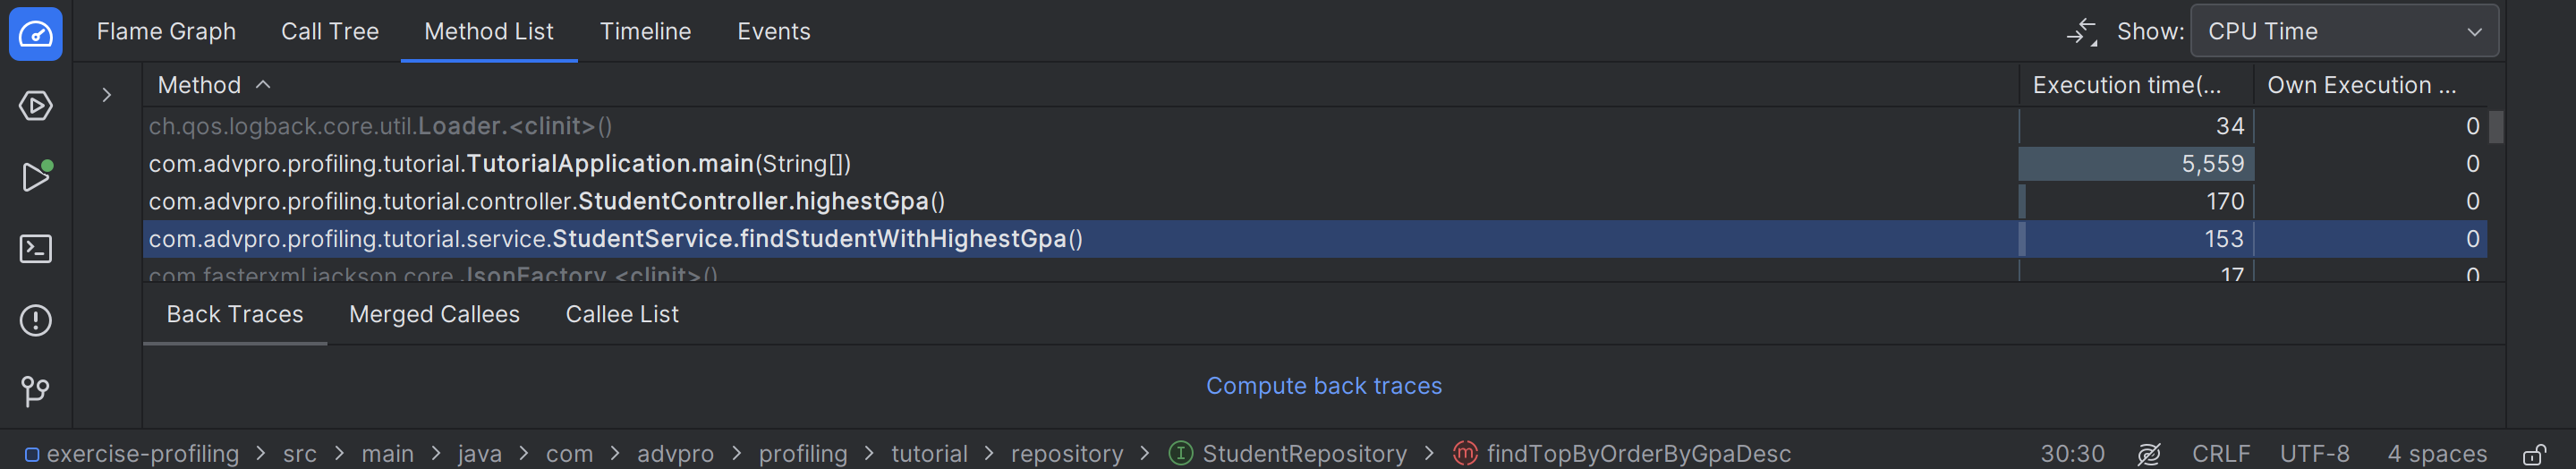 Flame Graph Call Tree Method List Timeline Events Show: CPU Time
Method Execution time(... Own Execution ...
ch.qos.logback.core.util.Loader.<clinit>() 34 0
com.advpro.profiling.tutorial.TutorialApplication.main(String[]) 5,559 0
com.advpro.profiling.tutorial.controller.StudentController.highestGpa() 170 0
com.advpro.profiling.tutorial.service.StudentService.findStudentWithHighestGpa() 153 0
com.fasterxml.jackson.core.JsonFactory.<clinit>() 17 0
Back Traces Merged Callees Callee List
Compute back traces
exercise-profiling > src > main > java > com > advpro > profiling > tutorial > repository > StudentRepository > findTopByOrderByGpaDesc 30:30 CRLF UTF-8 4 spaces